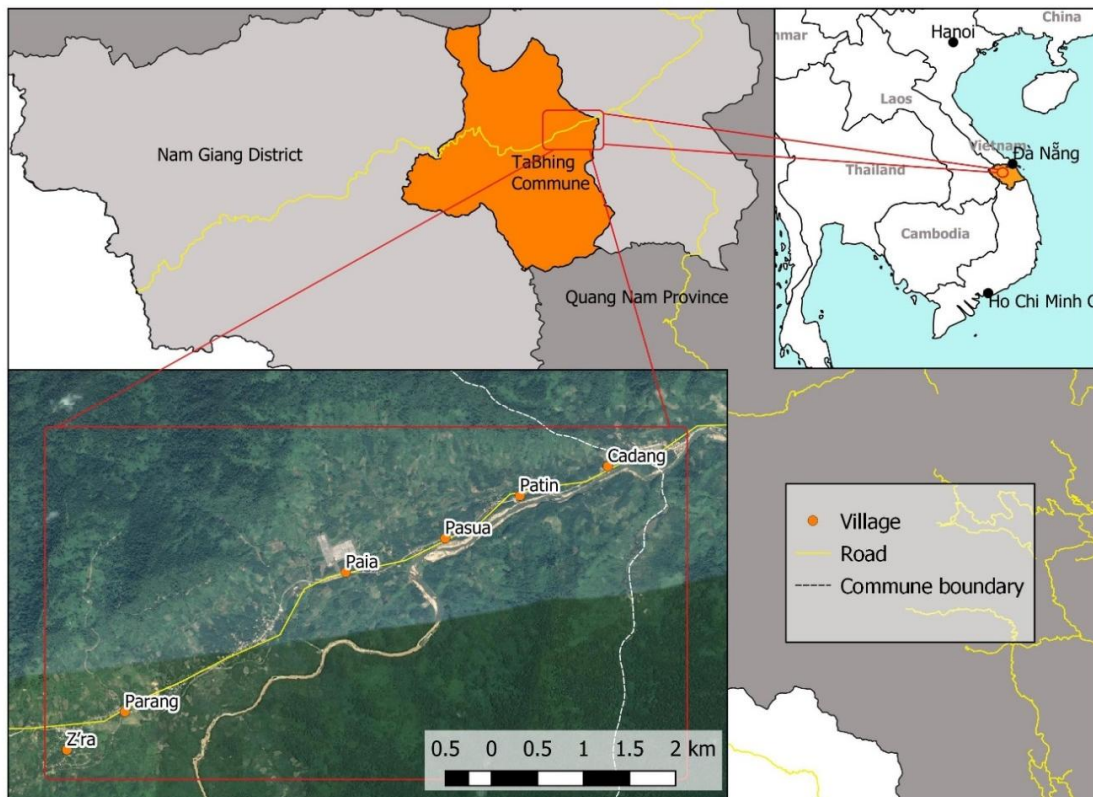 Nam Giang District
TaBhing
Commune
Quang Nam Province
China
Hanoi
nmar
Laos
Vietnam
Đà Nẵng
Thailand
Cambodia
Ho Chi Minh C
Cadang
Patin
Pasua
Paia
Parang
Z'ra
0.5 0 0.5 1 1.5 2 km
Village
Road
Commune boundary